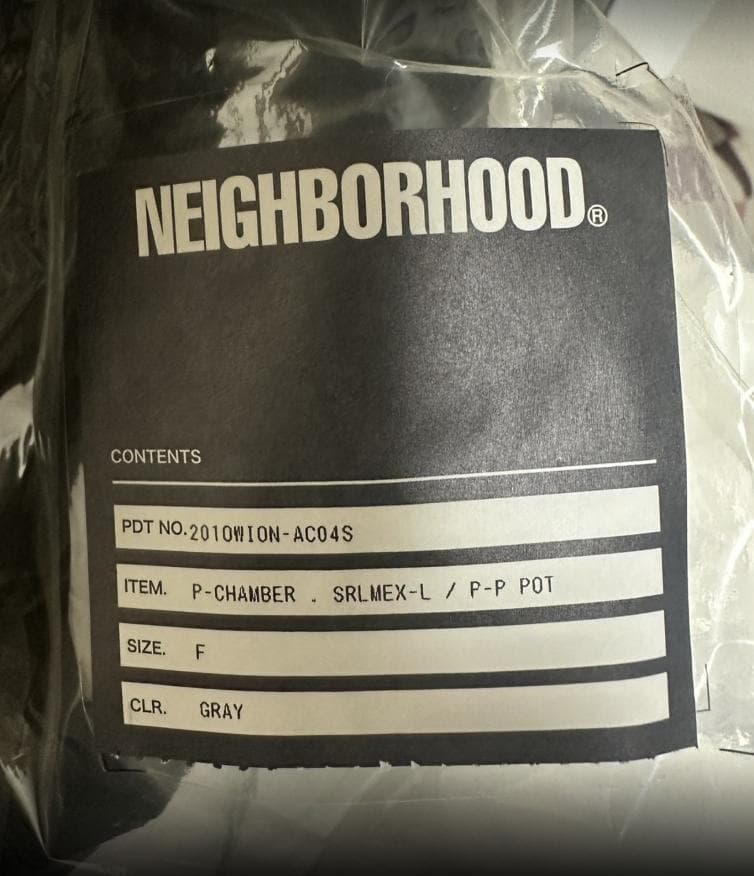 NEIGHBORHOOD®
CONTENTS
PDT NO. 201OWION-AC04S
ITEM. P-CHAMBER . SRLMEX-L / P-P POT
SIZE. F
CLR. GRAY